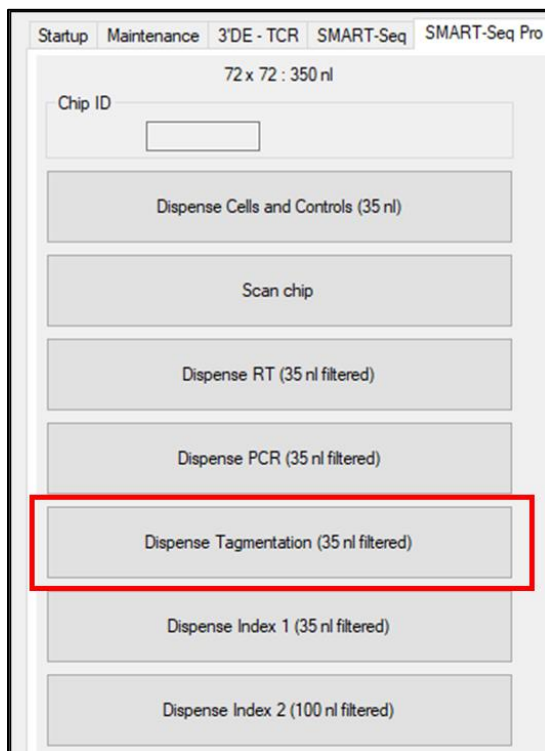 Startup Maintenance 3'DE - TCR SMART-Seq SMART-Seq Pro
72 x 72 : 350 nl
Chip ID
Dispense Cells and Controls (35 nl)
Scan chip
Dispense RT (35 nl filtered)
Dispense PCR (35 nl filtered)
Dispense Tagmentation (35 nl filtered)
Dispense Index 1 (35 nl filtered)
Dispense Index 2 (100 nl filtered)